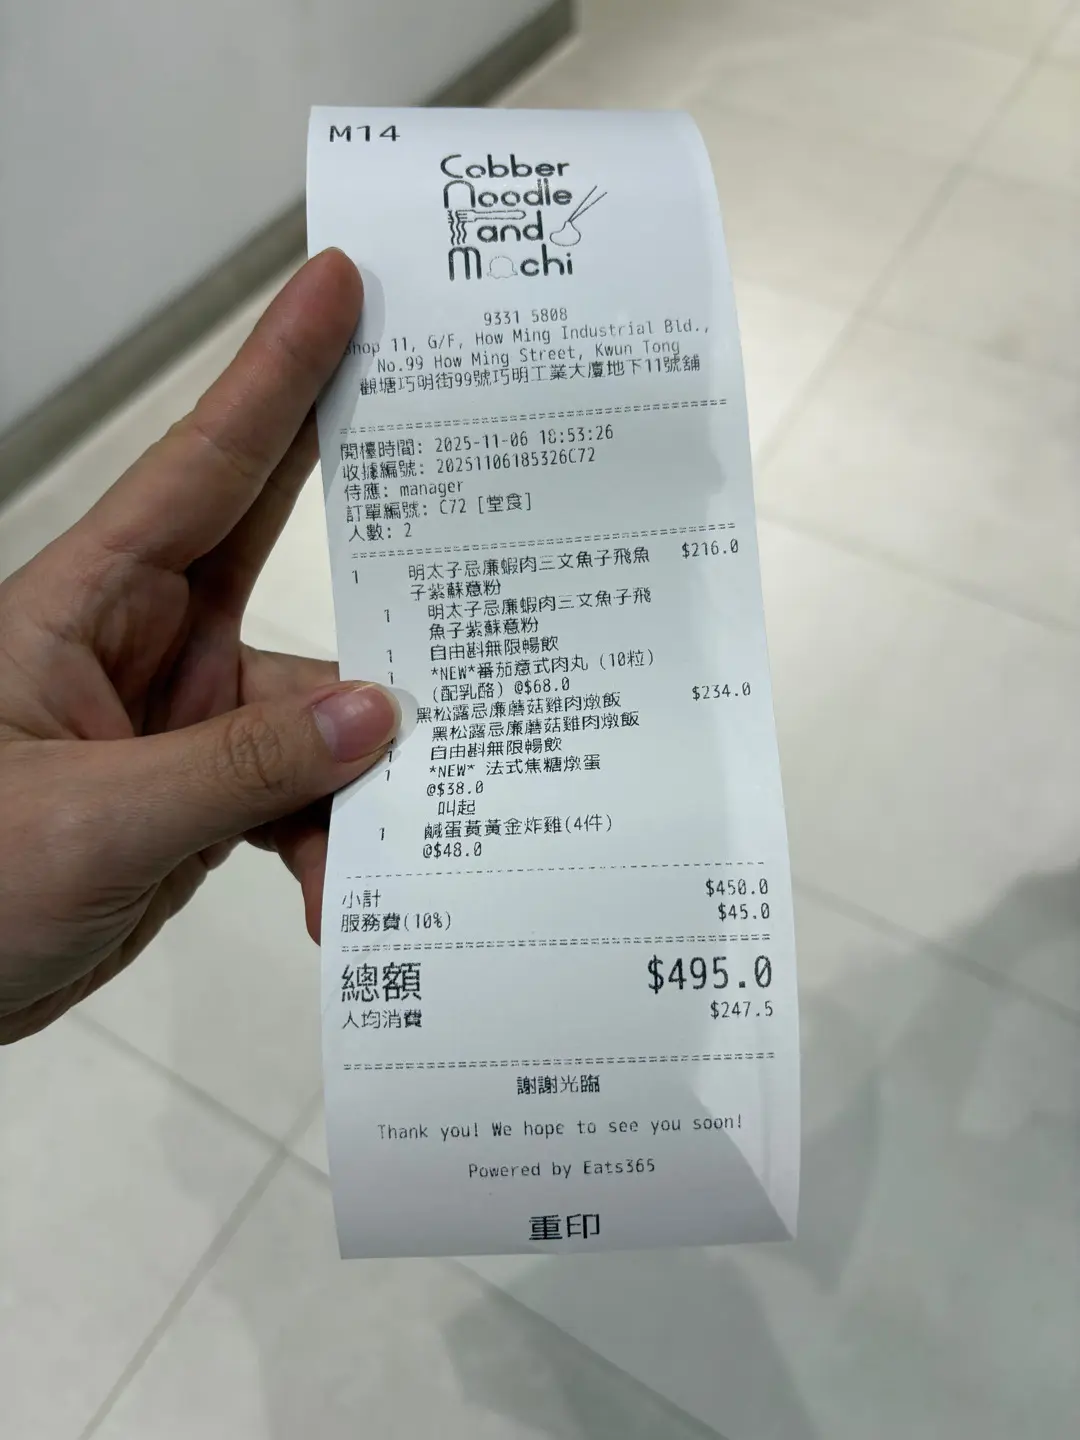 M14
Cobber
Noodle
and
Mochi
9331 5808
Shop 11, G/F, How Ming Industrial Bld.,
No.99 How Ming Street, Kwun Tong
觀塘巧明街99號巧明工業大廈地下11號舖
開檯時間: 2025-11-06 18:53:26
收據編號: 20251106185326C72
侍應: manager
訂單編號: C72 [堂食]
人數: 2
1 明太子忌廉蝦肉三文魚子飛魚 $216.0
子紫蘇意粉
1 明太子忌廉蝦肉三文魚子飛
魚子紫蘇意粉
1 自由斟無限暢飲
1 *NEW*番茄意式肉丸 (10粒)
(配乳酪) @$68.0
黑松露忌廉蘑菇雞肉燉飯 $234.0
1 黑松露忌廉蘑菇雞肉燉飯
1 自由斟無限暢飲
1 *NEW* 法式焦糖燉蛋
@$38.0
叫起
1 鹹蛋黃黃金炸雞(4件)
@$48.0
小計 $450.0
服務費(10%) $45.0
總額 $495.0
人均消費 $247.5
謝謝光臨
Thank you! We hope to see you soon!
Powered by Eats365
重印